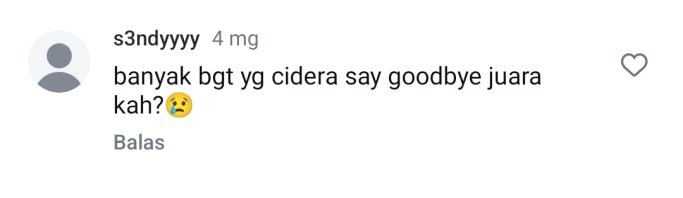 s3ndyyyy 4 mg
banyak bgt yg cidera say goodbye juara
kah?😢
Balas